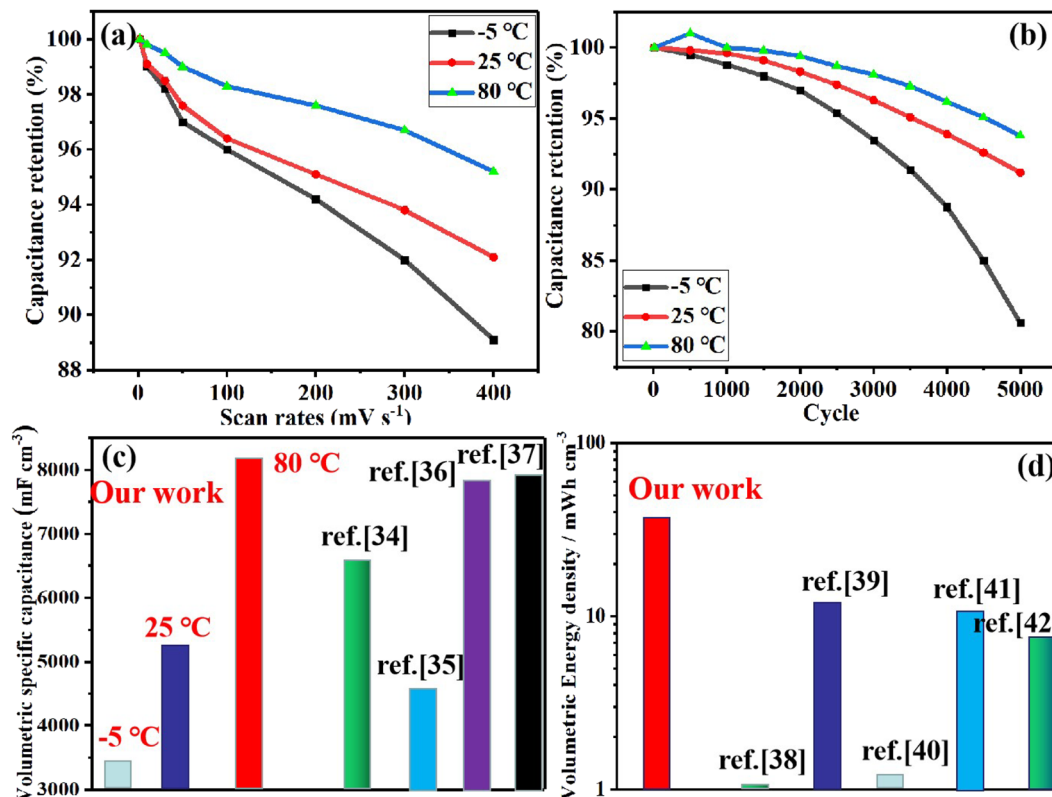 (a)
-5 ℃
25 ℃
80 ℃
Capacitance retention (%)
100
98
96
94
92
90
88
0
100
200
300
400
Scan rates (mV s-1)
(b)
-5 ℃
25 ℃
80 ℃
Capacitance retention (%)
100
95
90
85
80
0
1000
2000
3000
4000
5000
Cycle
(c)
Volumetric specific capacitance (mF cm-3)
8000
7000
6000
5000
4000
3000
Our work
-5 ℃
25 ℃
80 ℃
ref.[34]
ref.[35]
ref.[36]
ref.[37]
(d)
Volumetric Energy density / mWh cm-3
100
10
1
Our work
ref.[38]
ref.[39]
ref.[40]
ref.[41]
ref.[42